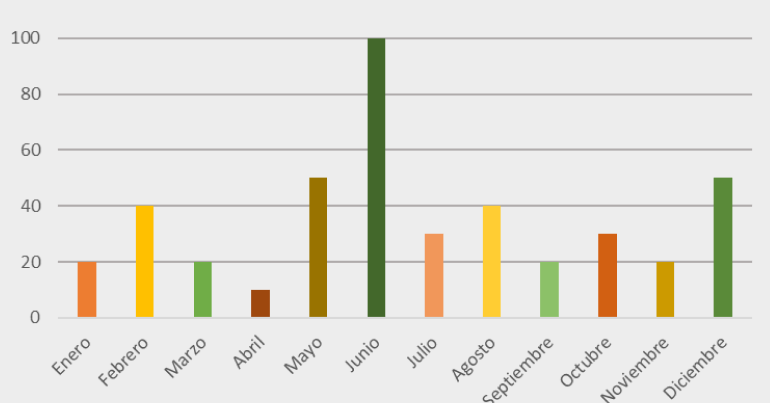 100
80
60
40
20
0
Enero
Febrero
Marzo
Abril
Mayo
Junio
Julio
Agosto
Septiembre
Octubre
Noviembre
Diciembre